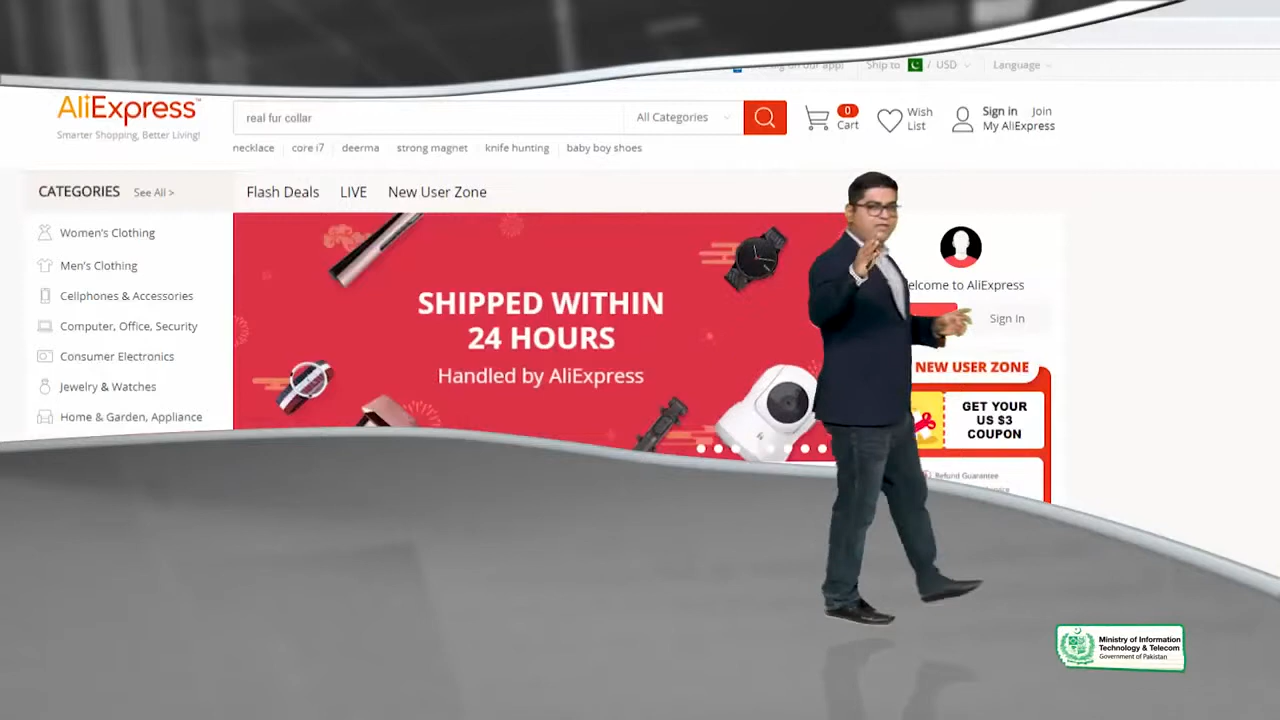 Ship to / USD
Language
AliExpress™
Smarter Shopping, Better Living!
real fur collar
All Categories
0
Cart
Wish
List
Sign in Join
My AliExpress
necklace core i7 deerma strong magnet knife hunting baby boy shoes
CATEGORIES See All >
Flash Deals LIVE New User Zone
Women's Clothing
Men's Clothing
Cellphones & Accessories
Computer, Office, Security
Consumer Electronics
Jewelry & Watches
Home & Garden, Appliance
SHIPPED WITHIN
24 HOURS
Handled by AliExpress
to AliExpress
Sign In
NEW USER ZONE
GET YOUR
US $3
COUPON
Refund Guarantee
Ministry of Information
Technology & Telecom
Government of Pakistan